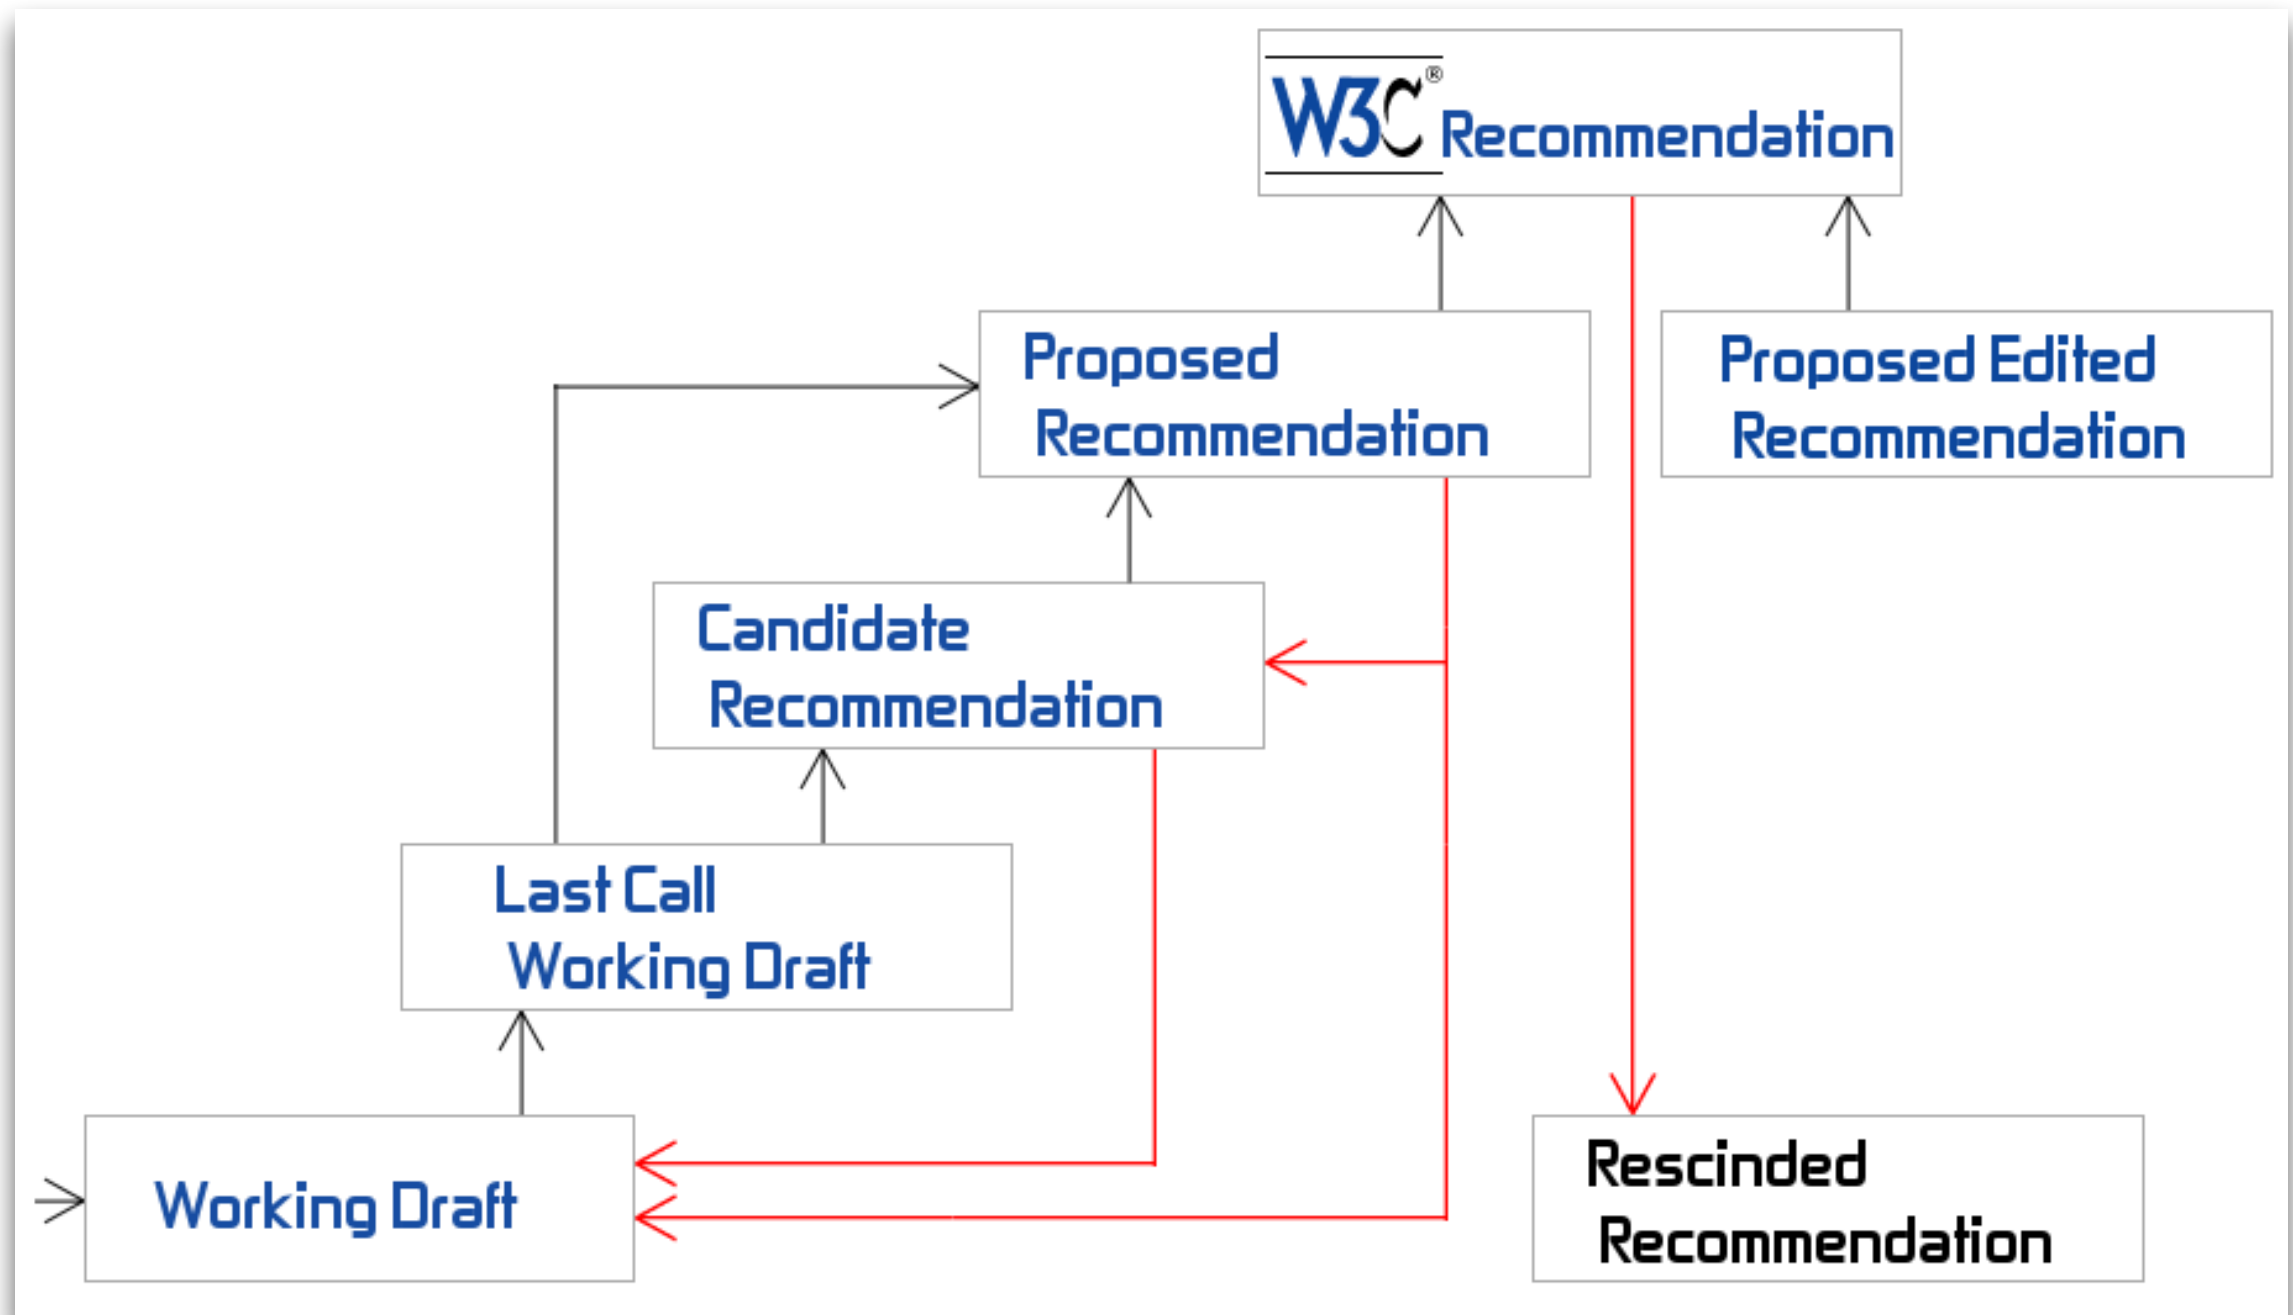 W3C® Recommendation
Proposed
Recommendation
Proposed Edited
Recommendation
Candidate
Recommendation
Last Call
Working Draft
Working Draft
Rescinded
Recommendation